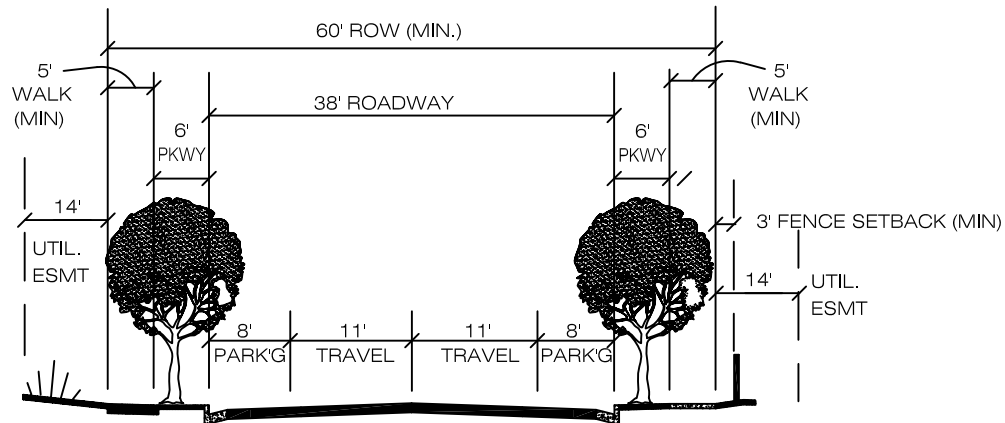 60' ROW (MIN.)
5'
WALK
(MIN)
5'
WALK
(MIN)
38' ROADWAY
6'
PKWY
6'
PKWY
14'
UTIL.
ESMT
3' FENCE SETBACK (MIN)
14'
UTIL.
ESMT
8'
PARK'G
11'
TRAVEL
11'
TRAVEL
8'
PARK'G